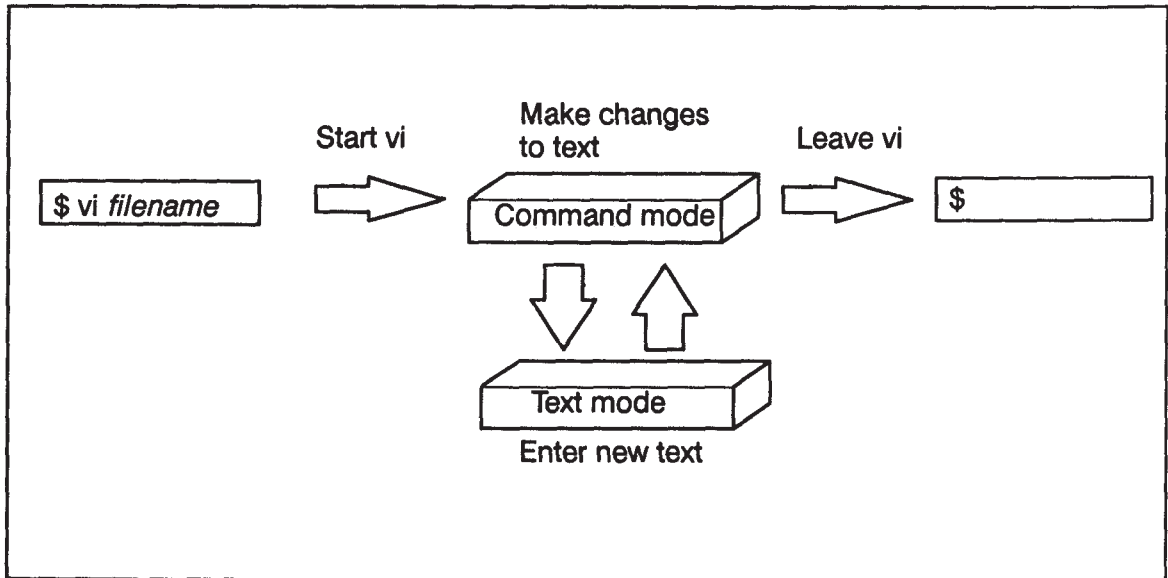 Start vi
Make changes
to text
Leave vi
$ vi filename
Command mode
$
Text mode
Enter new text